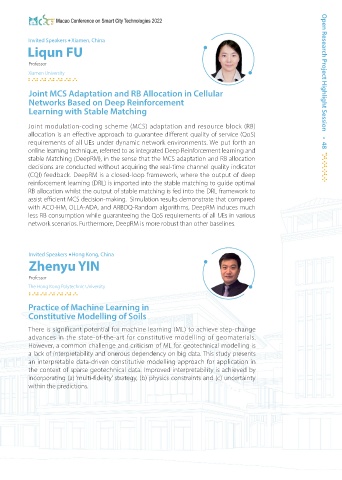 MCSCT Macao Conference on Smart City Technologies 2022
Invited Speakers • Xiamen, China
Liqun FU
Professor
Xiamen University
Joint MCS Adaptation and RB Allocation in Cellular
Networks Based on Deep Reinforcement
Learning with Stable Matching
Joint modulation-coding scheme (MCS) adaptation and resource block (RB)
allocation is an effective approach to guarantee different quality of service (QoS)
requirements of all UEs under dynamic network environments. We put forth an
online learning technique, referred to as integrated Deep Reinforcement learning and
stable Matching (DeepRM), in the sense that the MCS adaptation and RB allocation
decisions are conducted without acquiring the real-time channel quality indicator
(CQI) feedback. DeepRM is a closed-loop framework, where the output of deep
reinforcement learning (DRL) is imported into the stable matching to guide optimal
RB allocation whilst the output of stable matching is fed into the DRL framework to
assist efficient MCS decision-making. Simulation results demonstrate that compared
with ACO-HM, OLLA-AIDA, and ARBDQ-Random algorithms, DeepRM induces much
less RB consumption while guaranteeing the QoS requirements of all UEs in various
network scenarios. Furthermore, DeepRM is more robust than other baselines.
Invited Speakers • Hong Kong, China
Zhenyu YIN
Professor
The Hong Kong Polytechnic University
Practice of Machine Learning in
Constitutive Modelling of Soils
There is significant potential for machine learning (ML) to achieve step-change
advances in the state-of-the-art for constitutive modelling of geomaterials.
However, a common challenge and criticism of ML for geotechnical modelling is
a lack of interpretability and onerous dependency on big data. This study presents
an interpretable data-driven constitutive modelling approach for application in
the context of sparse geotechnical data. Improved interpretability is achieved by
incorporating (a) 'multi-fidelity' strategy, (b) physics constraints and (c) uncertainty
within the predictions.
Open Research Project Highlight Session • 48